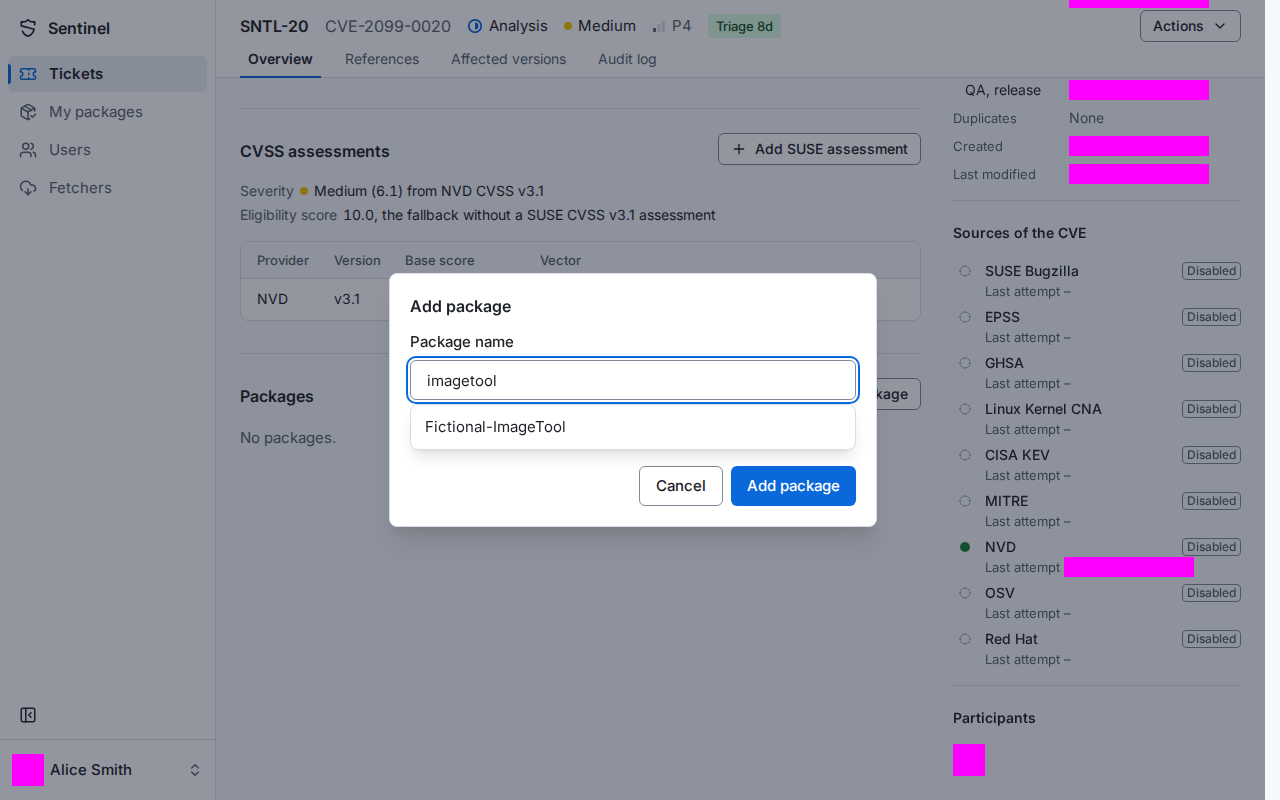 Sentinel
Tickets
My packages
Users
Fetchers
Alice Smith
SNTL-20 CVE-2099-0020 Analysis Medium P4 Triage 8d
Actions
Overview References Affected versions Audit log
CVSS assessments
Add SUSE assessment
Severity Medium (6.1) from NVD CVSS v3.1
Eligibility score 10.0, the fallback without a SUSE CVSS v3.1 assessment
Provider Version Base score Vector
NVD v3.1
Packages
kage
No packages.
Add package
Package name
imagetool
Fictional-ImageTool
Cancel Add package
QA, release
Duplicates None
Created
Last modified
Sources of the CVE
SUSE Bugzilla Disabled
Last attempt –
EPSS Disabled
Last attempt –
GHSA Disabled
Last attempt –
Linux Kernel CNA Disabled
Last attempt –
CISA KEV Disabled
Last attempt –
MITRE Disabled
Last attempt –
NVD Disabled
Last attempt
OSV Disabled
Last attempt –
Red Hat Disabled
Last attempt –
Participants